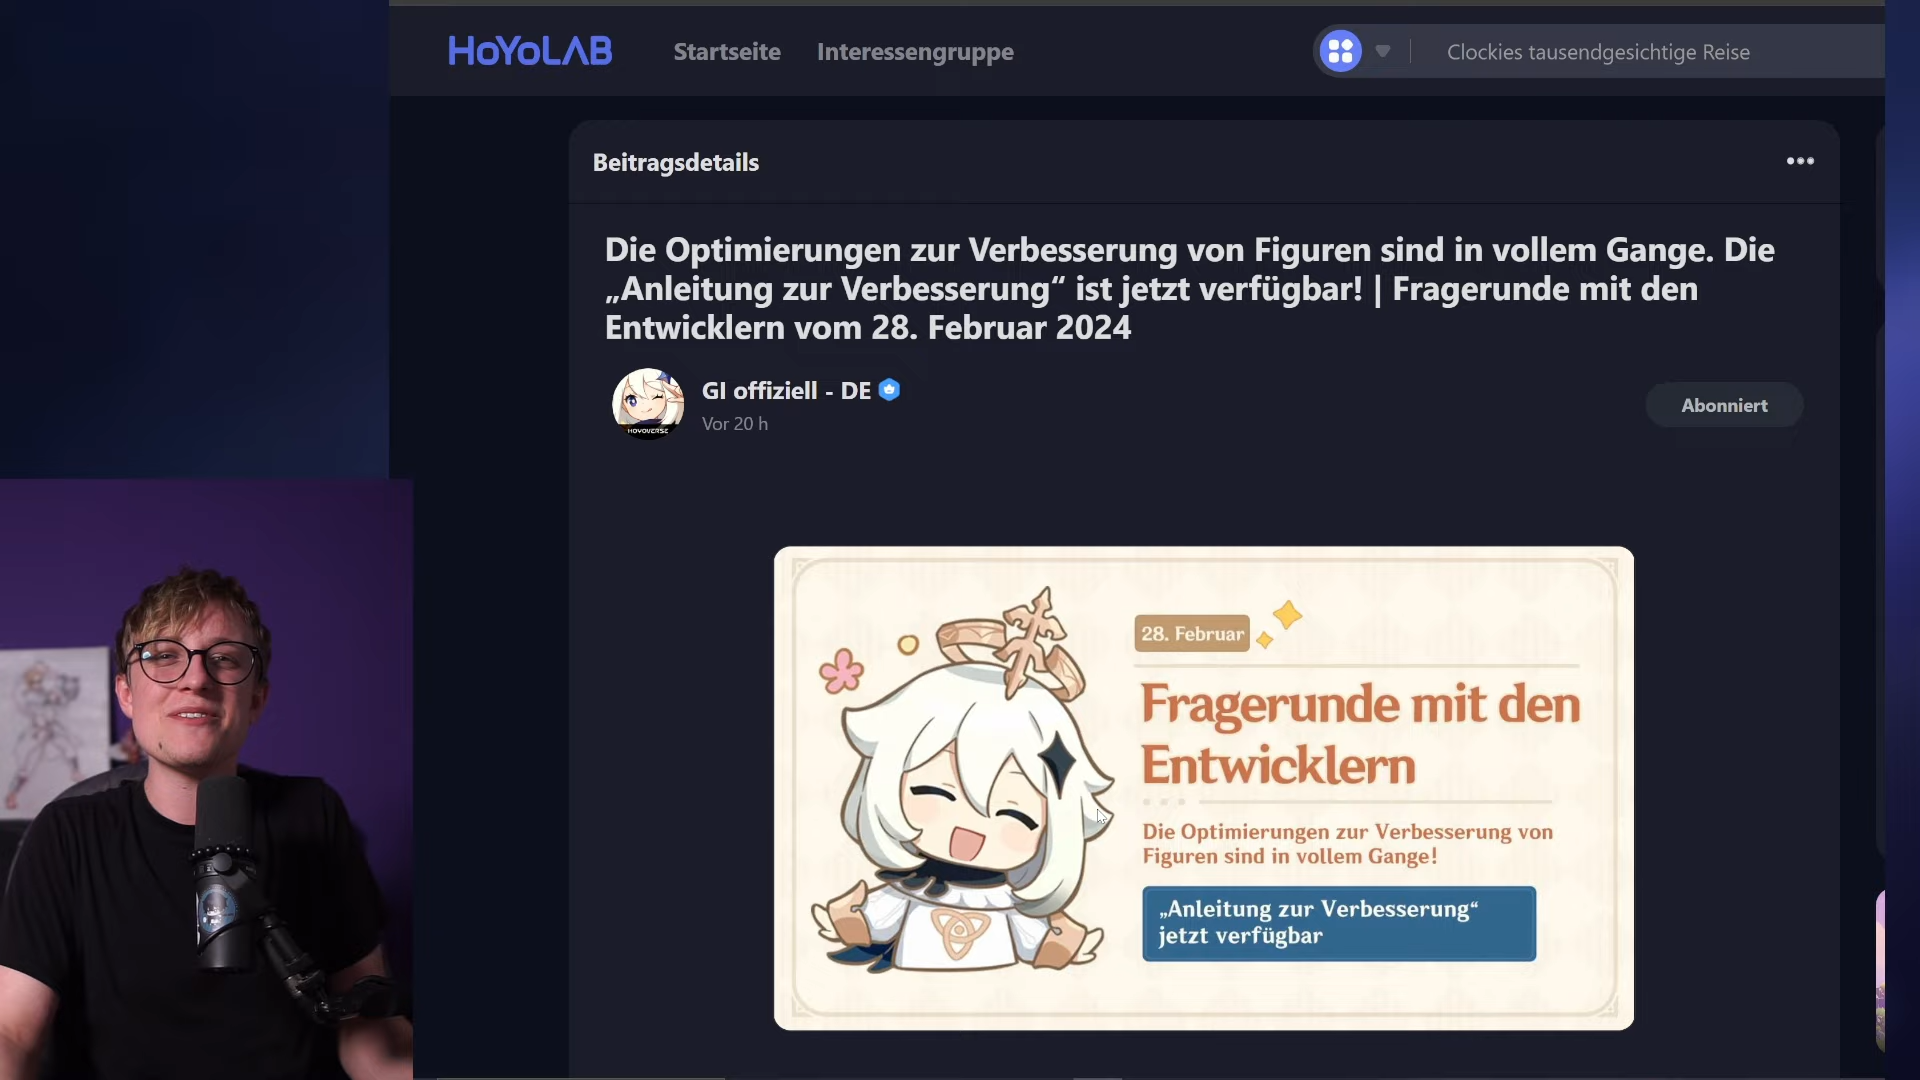 HoYoLAB Startseite Interessengruppe Clockies tausendgesichtige Reise
Beitragsdetails
Die Optimierungen zur Verbesserung von Figuren sind in vollem Gange. Die
„Anleitung zur Verbesserung“ ist jetzt verfügbar! | Fragerunde mit den
Entwicklern vom 28. Februar 2024
GI offiziell - DE
Vor 20 h
Abonniert
HOYOVERSE
28. Februar
Fragerunde mit den
Entwicklern
Die Optimierungen zur Verbesserung von
Figuren sind in vollem Gange!
„Anleitung zur Verbesserung“
jetzt verfügbar